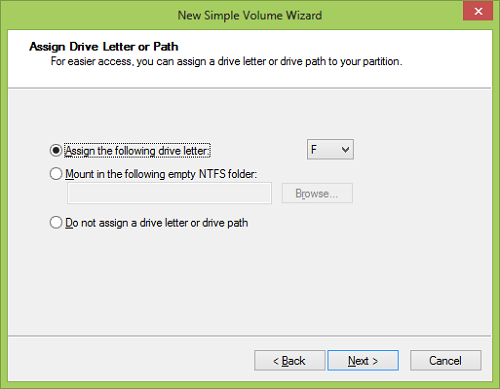 New Simple Volume Wizard
Assign Drive Letter or Path
For easier access, you can assign a drive letter or drive path to your partition.
Assign the following drive letter: F
Mount in the following empty NTFS folder:
Browse...
Do not assign a drive letter or drive path
< Back Next > Cancel